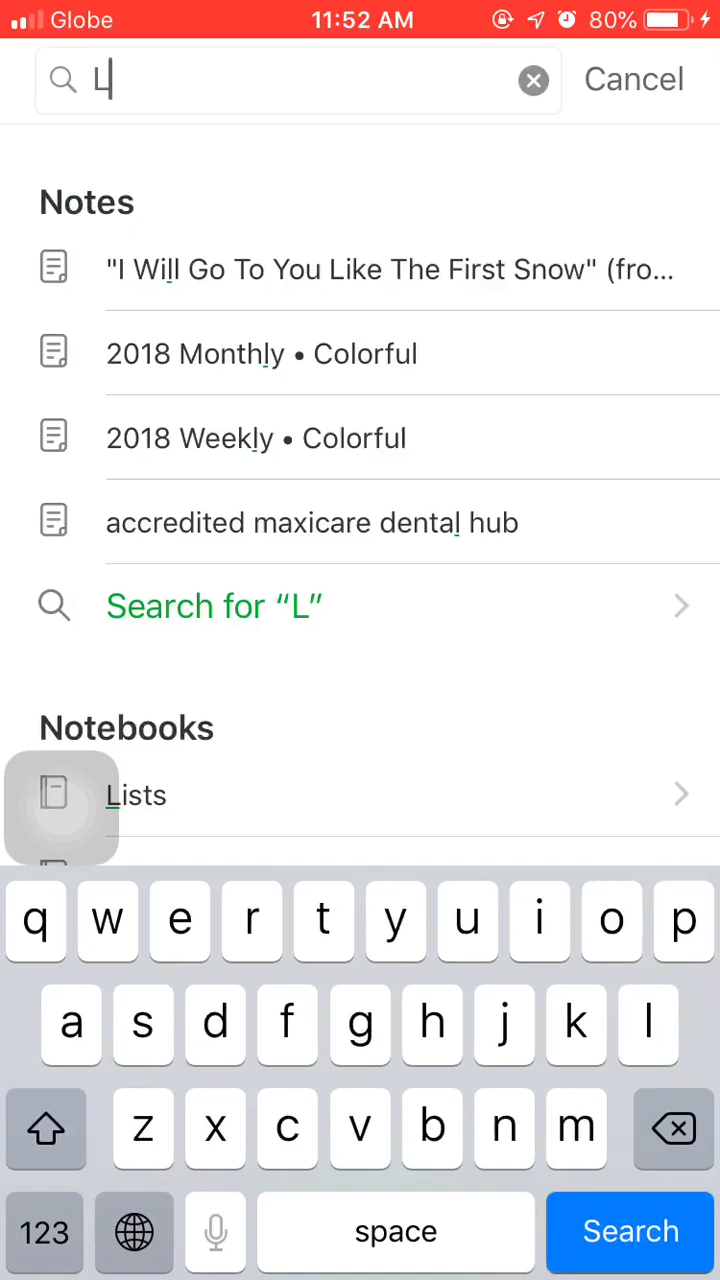 Globe 11:52 AM 80%
L Cancel
Notes
"I Will Go To You Like The First Snow" (fro...
2018 Monthly • Colorful
2018 Weekly • Colorful
accredited maxicare dental hub
Search for “L”
Notebooks
Lists
q w e r t y u i o p
a s d f g h j k l
z x c v b n m
123 space Search